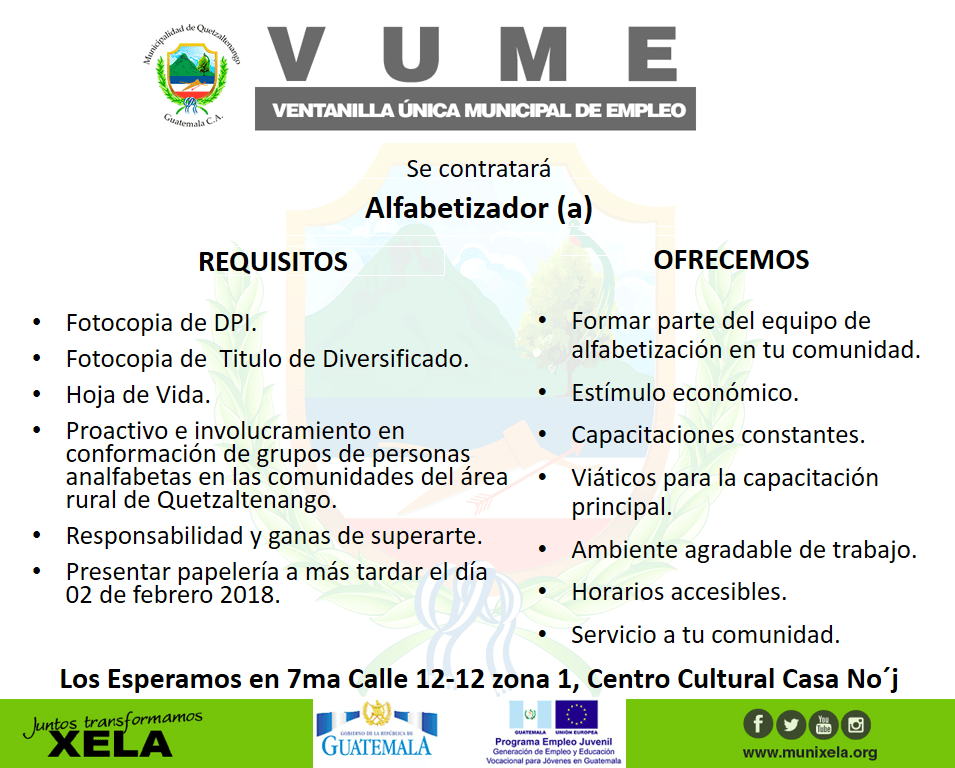 Municipalidad de Quetzaltenango
Guatemala C.A.
V U M E
VENTANILLA ÚNICA MUNICIPAL DE EMPLEO
Se contratará
Alfabetizador (a)
REQUISITOS
• Fotocopia de DPI.
• Fotocopia de Titulo de Diversificado.
• Hoja de Vida.
• Proactivo e involucramiento en
conformación de grupos de personas
analfabetas en las comunidades del área
rural de Quetzaltenango.
• Responsabilidad y ganas de superarte.
• Presentar papelería a más tardar el día
02 de febrero 2018.
OFRECEMOS
• Formar parte del equipo de
alfabetización en tu comunidad.
• Estímulo económico.
• Capacitaciones constantes.
• Viáticos para la capacitación
principal.
• Ambiente agradable de trabajo.
• Horarios accesibles.
• Servicio a tu comunidad.
Los Esperamos en 7ma Calle 12-12 zona 1, Centro Cultural Casa No´j
Juntos transformamos
XELA
GOBIERNO DE LA REPÚBLICA DE
GUATEMALA
GUATEMALA UNIÓN EUROPEA
Programa Empleo Juvenil
Generación de Empleo y Educación
Vocacional para Jóvenes en Guatemala
You Tube
www.munixela.org